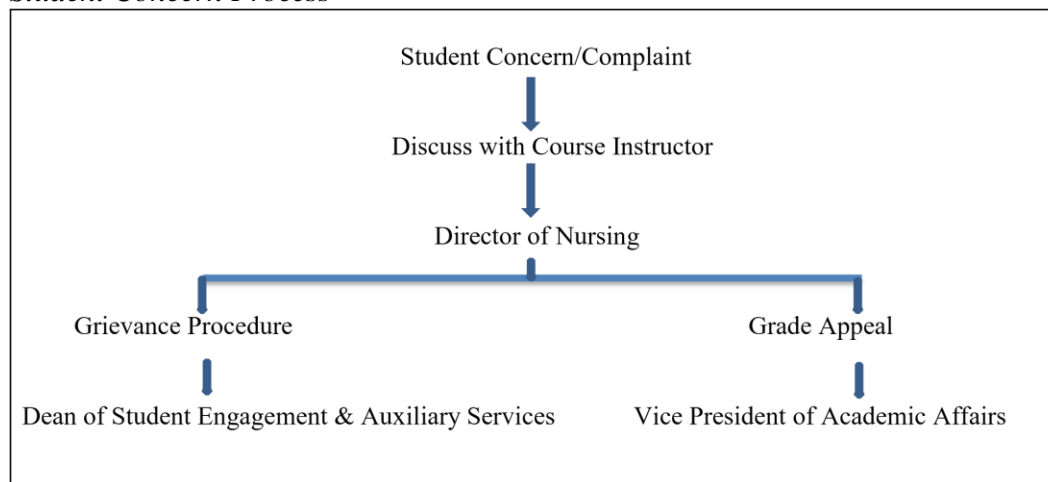 Student Concern Process
Student Concern/Complaint
Discuss with Course Instructor
Director of Nursing
Grievance Procedure
Grade Appeal
Dean of Student Engagement & Auxiliary Services
Vice President of Academic Affairs